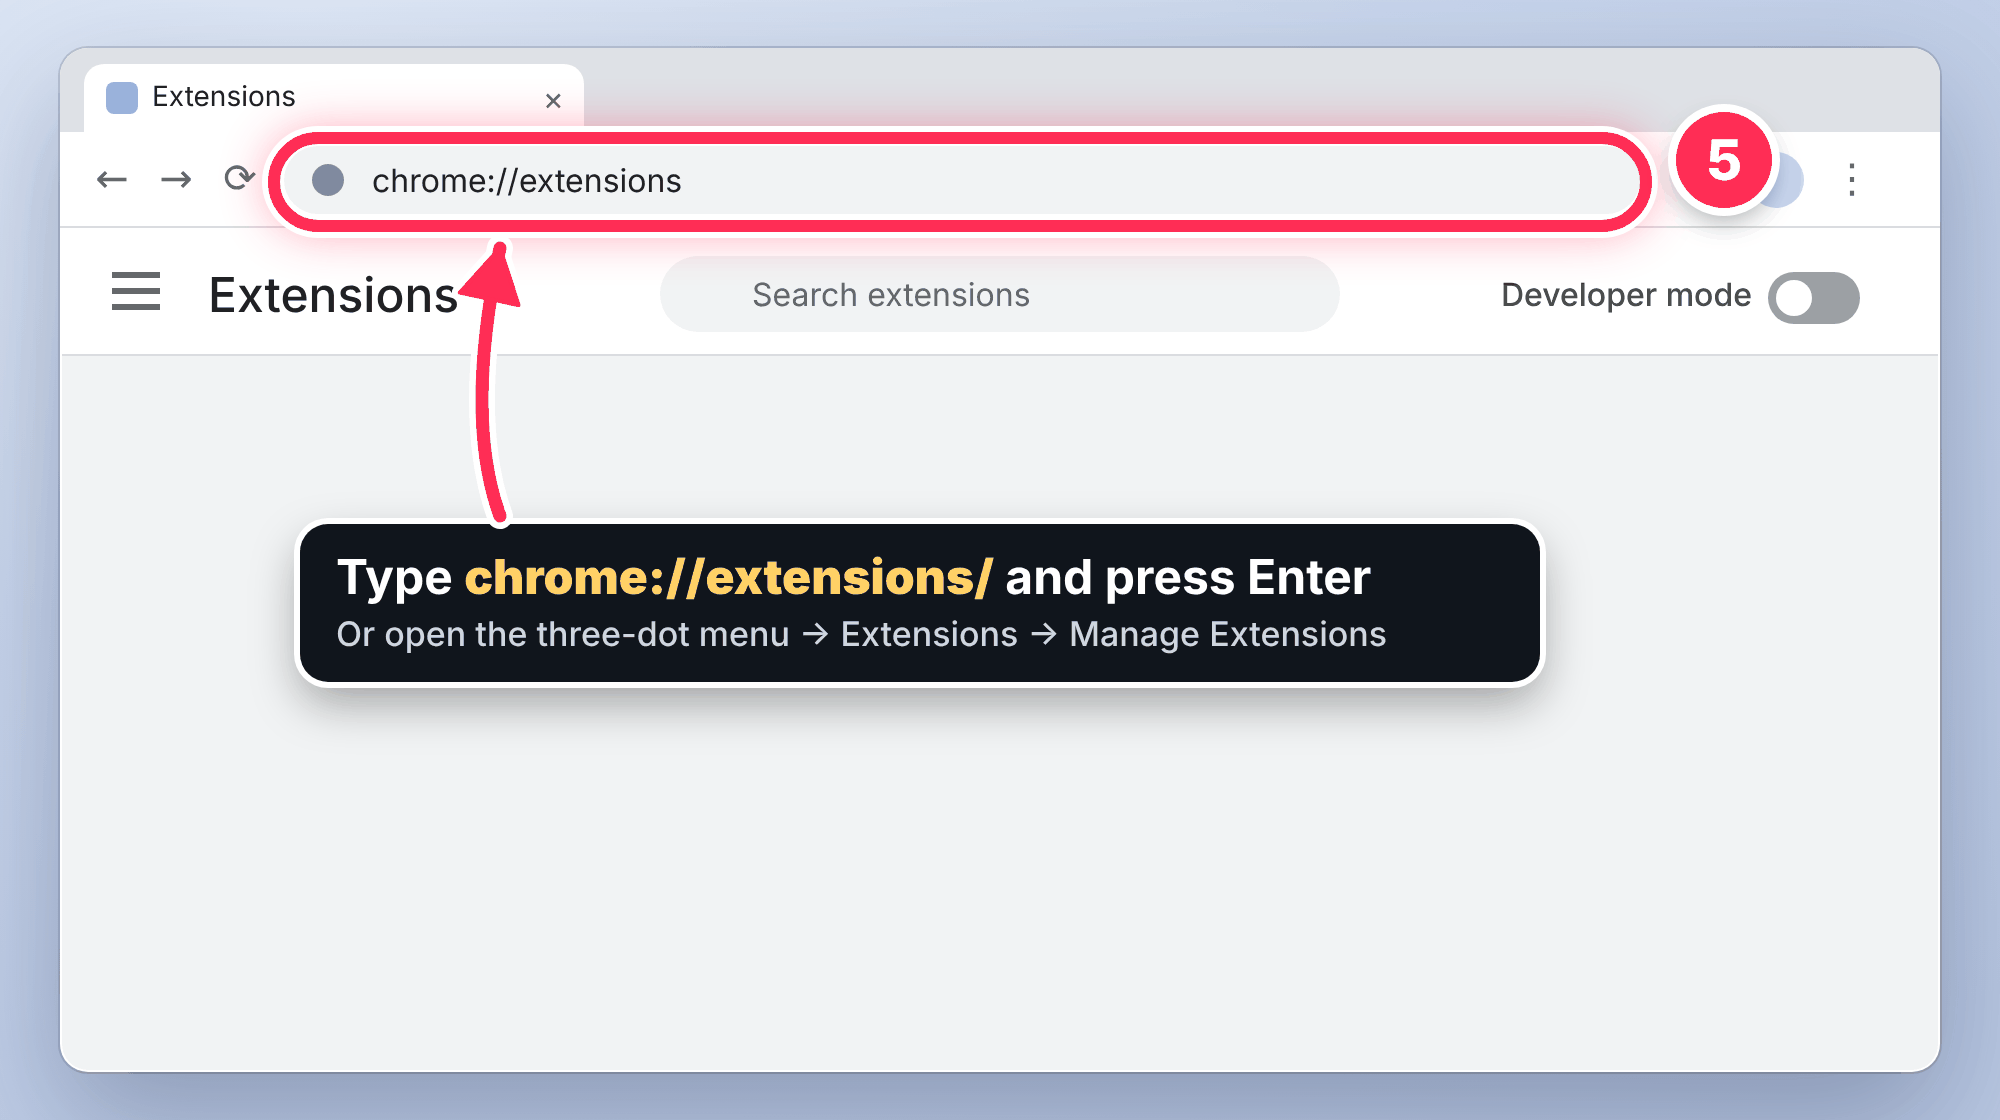 Extensions ×
← → ⟳ chrome://extensions 5 ⋮
Extensions Search extensions Developer mode
Type chrome://extensions/ and press Enter
Or open the three-dot menu → Extensions → Manage Extensions